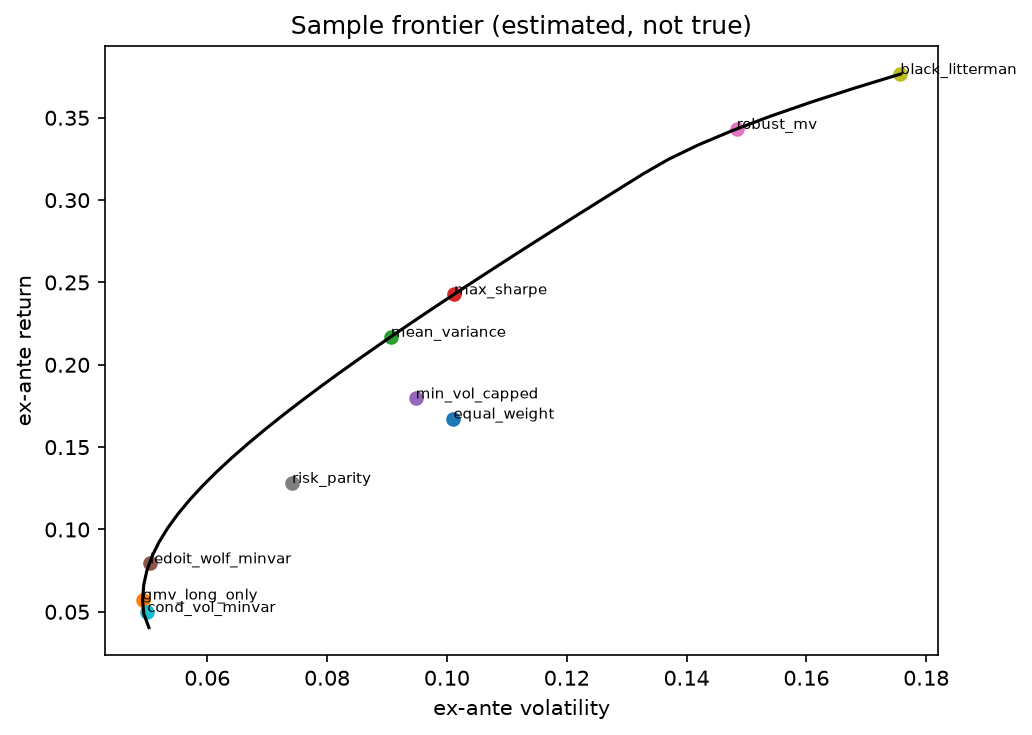 Sample frontier (estimated, not true)
black_litterman
robust_mv
max_sharpe
mean_variance
min_vol_capped
equal_weight
risk_parity
ledoit_wolf_minvar
gmv_long_only
cond_vol_minvar
ex-ante return
0.35
0.30
0.25
0.20
0.15
0.10
0.05
0.06
0.08
0.10
0.12
0.14
0.16
0.18
ex-ante volatility